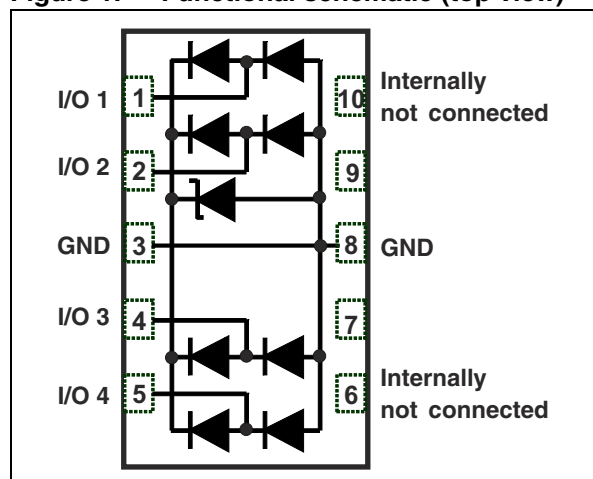 Figure 1. Functional schematic (top view)
I/O 1
1
10
Internally
not connected
I/O 2
2
9
GND
3
8
GND
I/O 3
4
7
I/O 4
5
6
Internally
not connected